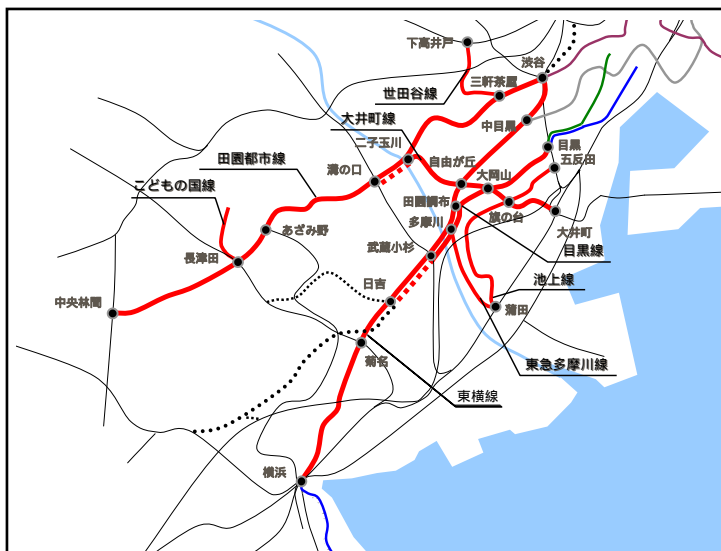 下高井戸
渋谷
三軒茶屋
世田谷線
大井町線
中目黒
二子玉川
目黒
自由が丘
五反田
田園都市線
溝の口
大岡山
こどもの国線
田園調布
旗の台
多摩川
大井町
あざみ野
武蔵小杉
目黒線
長津田
日吉
池上線
中央林間
蒲田
菊名
東急多摩川線
東横線
横浜